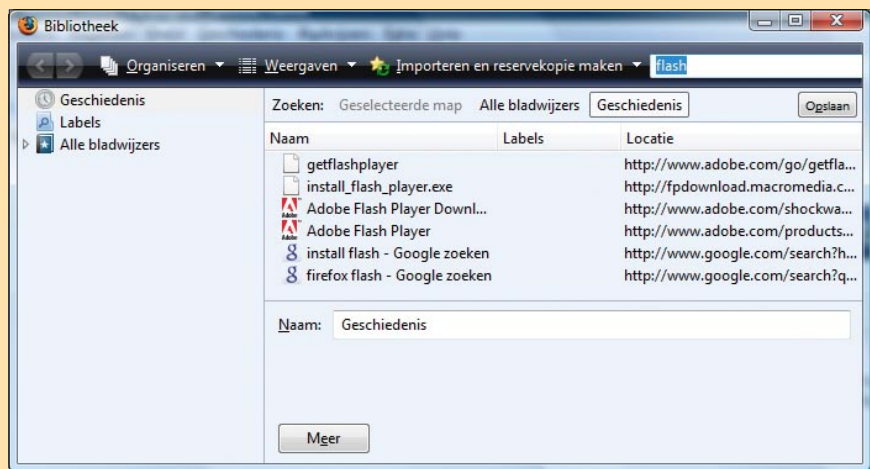 Bibliotheek
Organiseren Weergaven Importeren en reservekopie maken flash
Geschiedenis
Labels
Alle bladwijzers
Zoeken: Geselecteerde map Alle bladwijzers Geschiedenis Opslaan
Naam Labels Locatie
getflashplayer http://www.adobe.com/go/getfla...
install_flash_player.exe http://fpdownload.macromedia.c...
Adobe Flash Player Downl... http://www.adobe.com/shockwa...
Adobe Flash Player http://www.adobe.com/products...
install flash - Google zoeken http://www.google.com/search?h...
firefox flash - Google zoeken http://www.google.com/search?q...
Naam: Geschiedenis
Meer